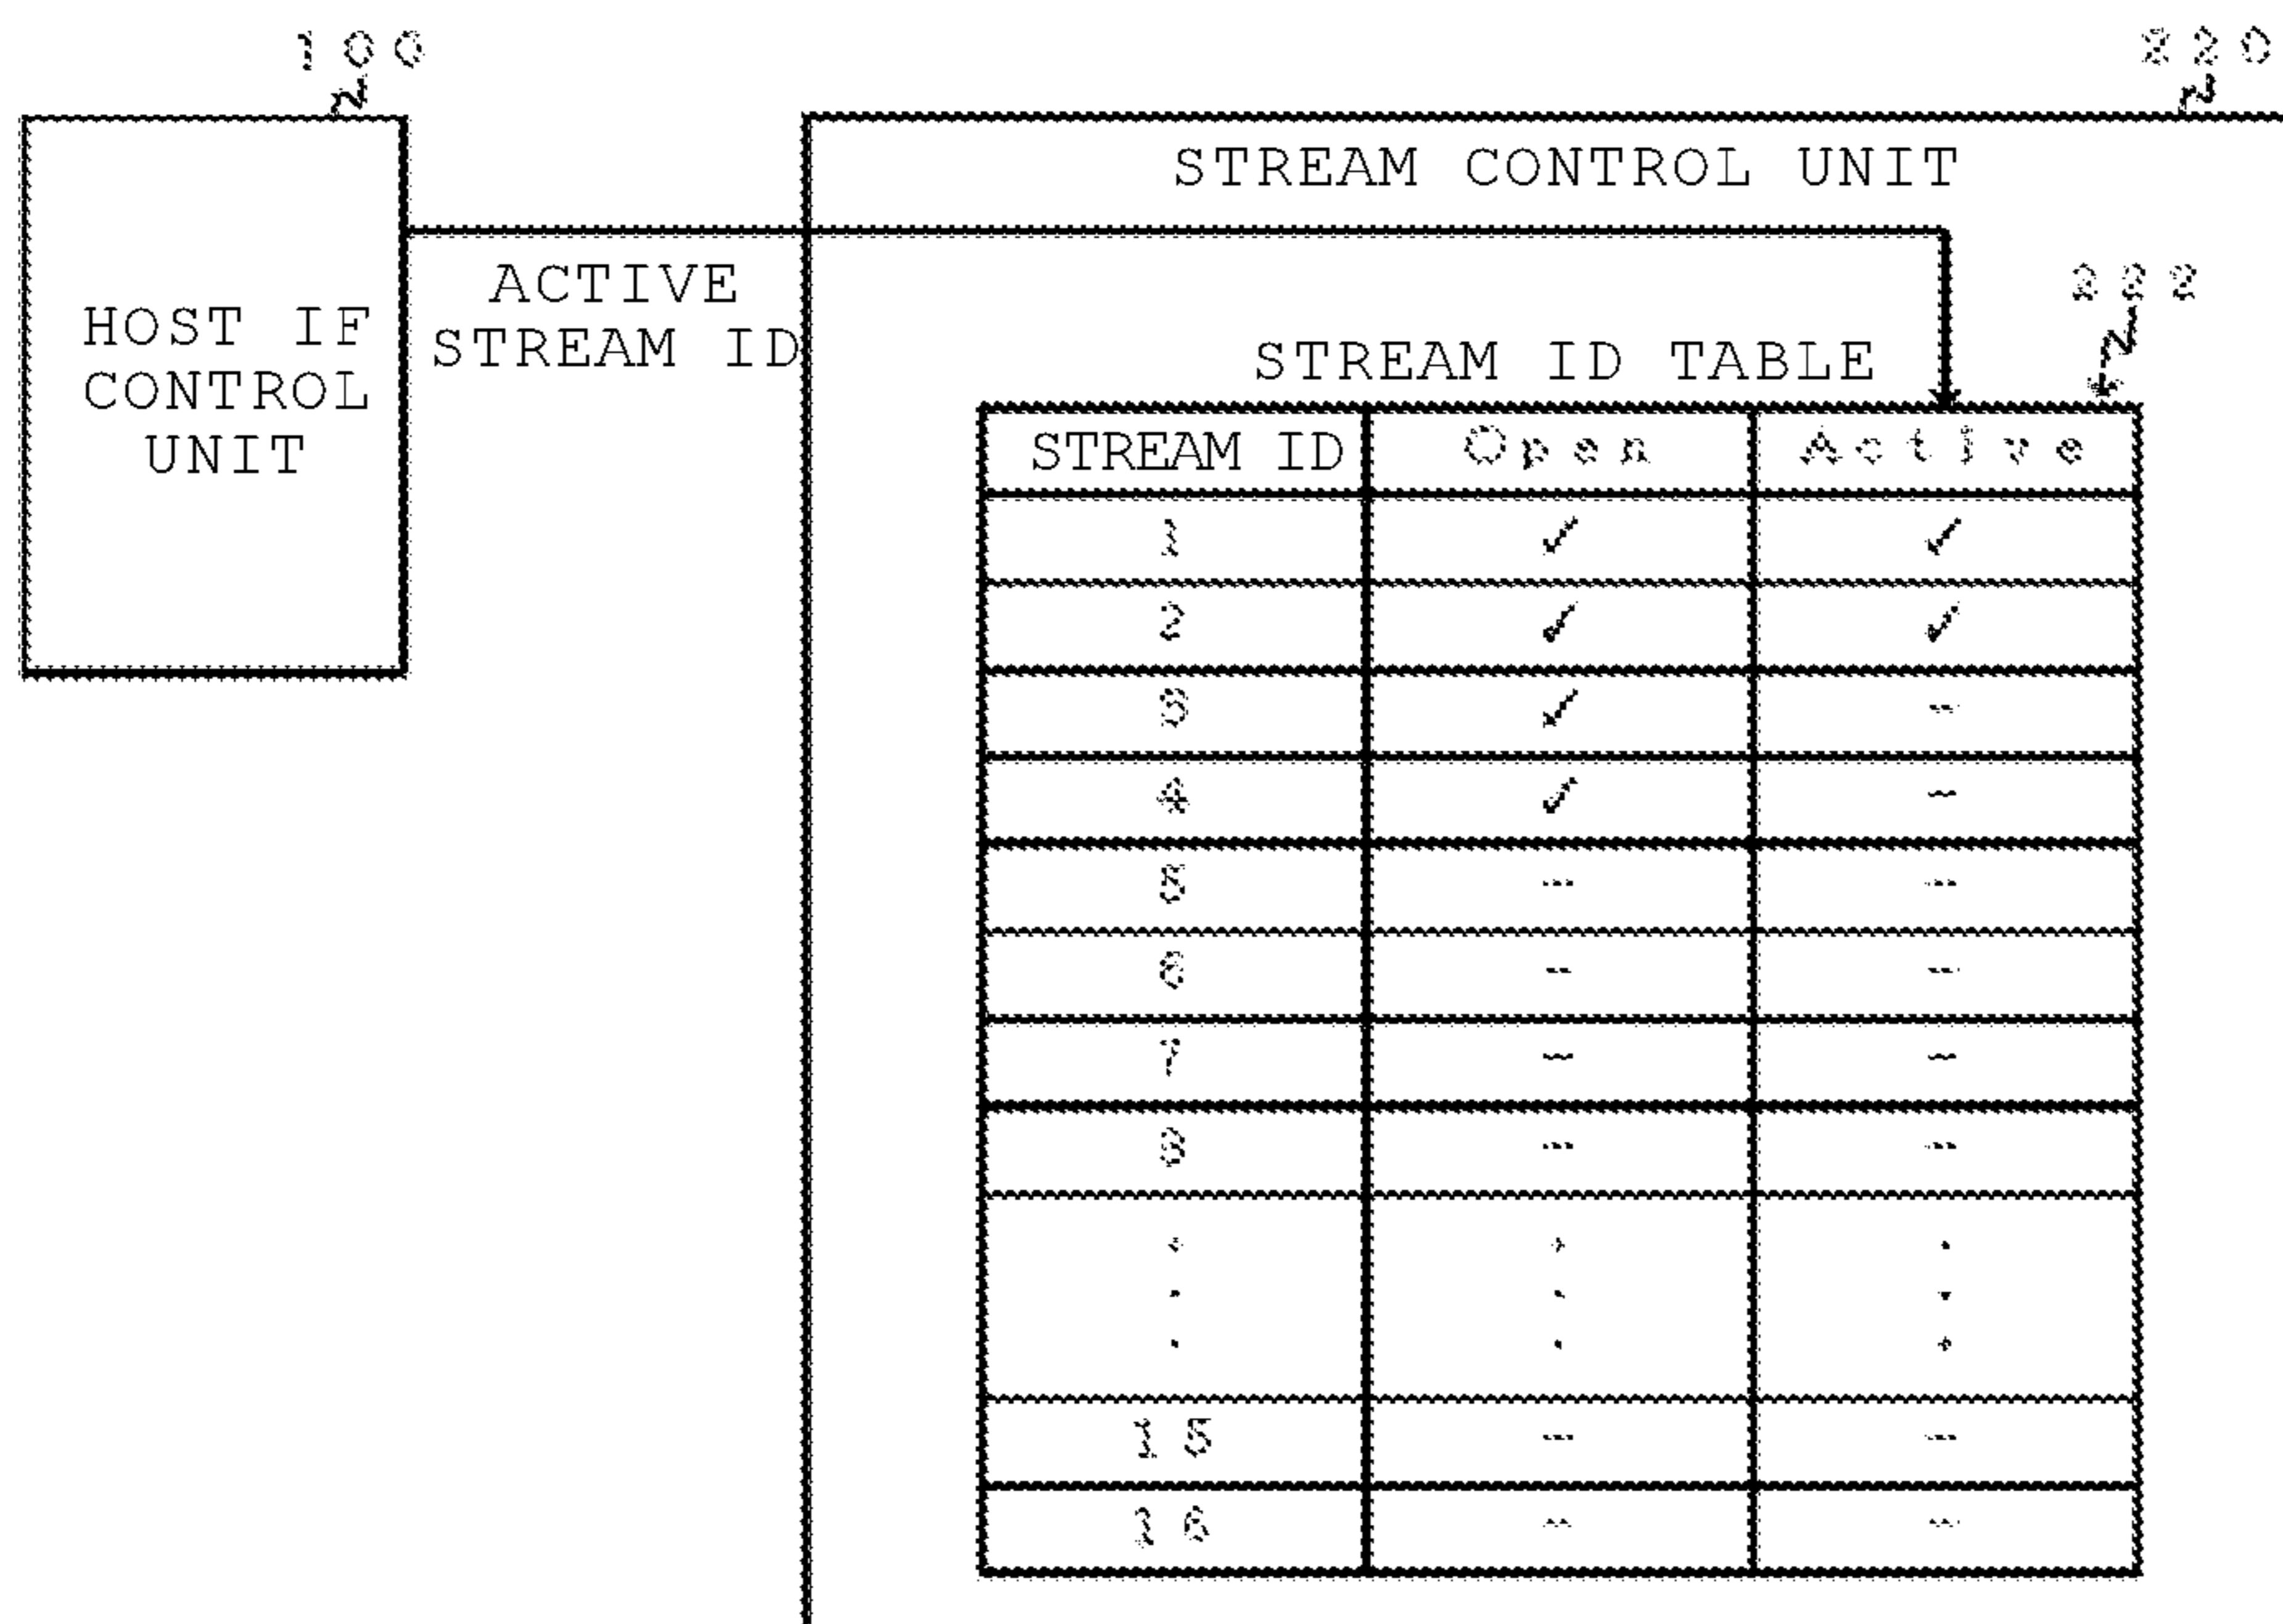 100
220
STREAM CONTROL UNIT
ACTIVE
STREAM ID
HOST IF
CONTROL
UNIT
222
STREAM ID TABLE
STREAM ID Open Active
1 ✓ ✓
2 ✓ ✓
3 ✓ -
4 ✓ -
5 - -
6 - -
7 - -
8 - -
15 - -
16 - -